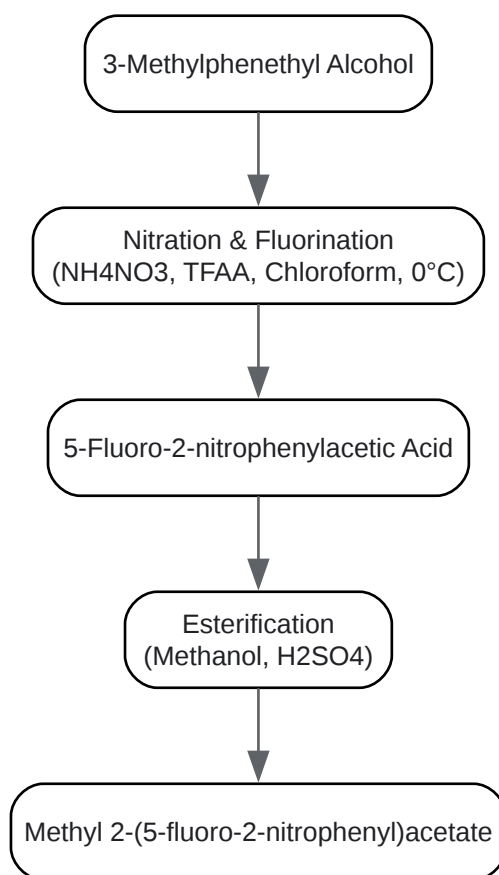 3-Methylphenethyl Alcohol
Nitration & Fluorination
(NH4NO3, TFAA, Chloroform, 0°C)
5-Fluoro-2-nitrophenylacetic Acid
Esterification
(Methanol, H2SO4)
Methyl 2-(5-fluoro-2-nitrophenyl)acetate